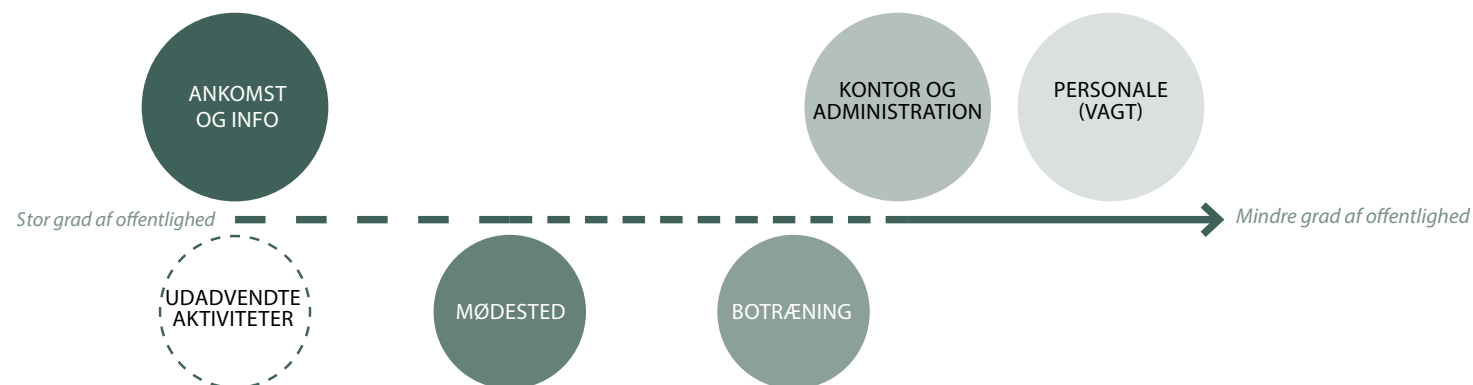 ANKOMST
OG INFO
KONTOR OG
ADMINISTRATION
PERSONALE
(VAGT)
Stor grad af offentlighed
Mindre grad af offentlighed
UDADVENDTE
AKTIVITETER
MØDESTED
BOTRÆNING